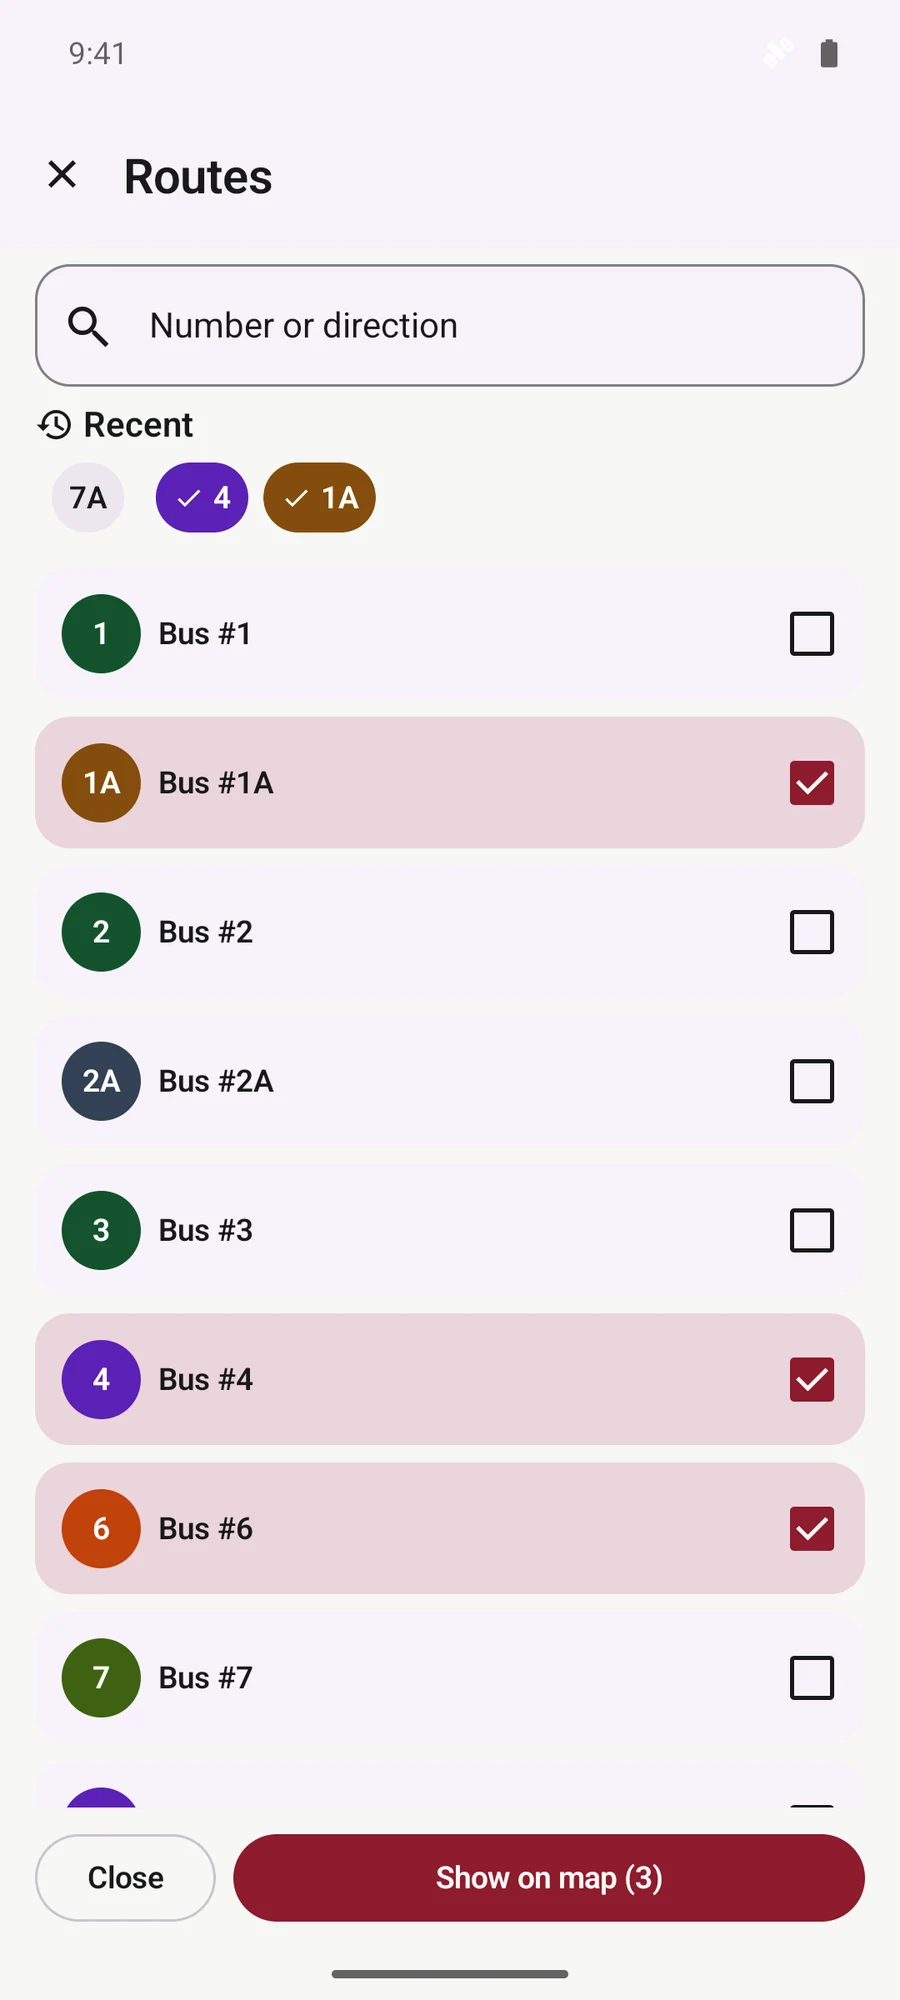 9:41
Routes
Number or direction
Recent
7A
4
1A
1 Bus #1
1A Bus #1A
2 Bus #2
2A Bus #2A
3 Bus #3
4 Bus #4
6 Bus #6
7 Bus #7
Close
Show on map (3)